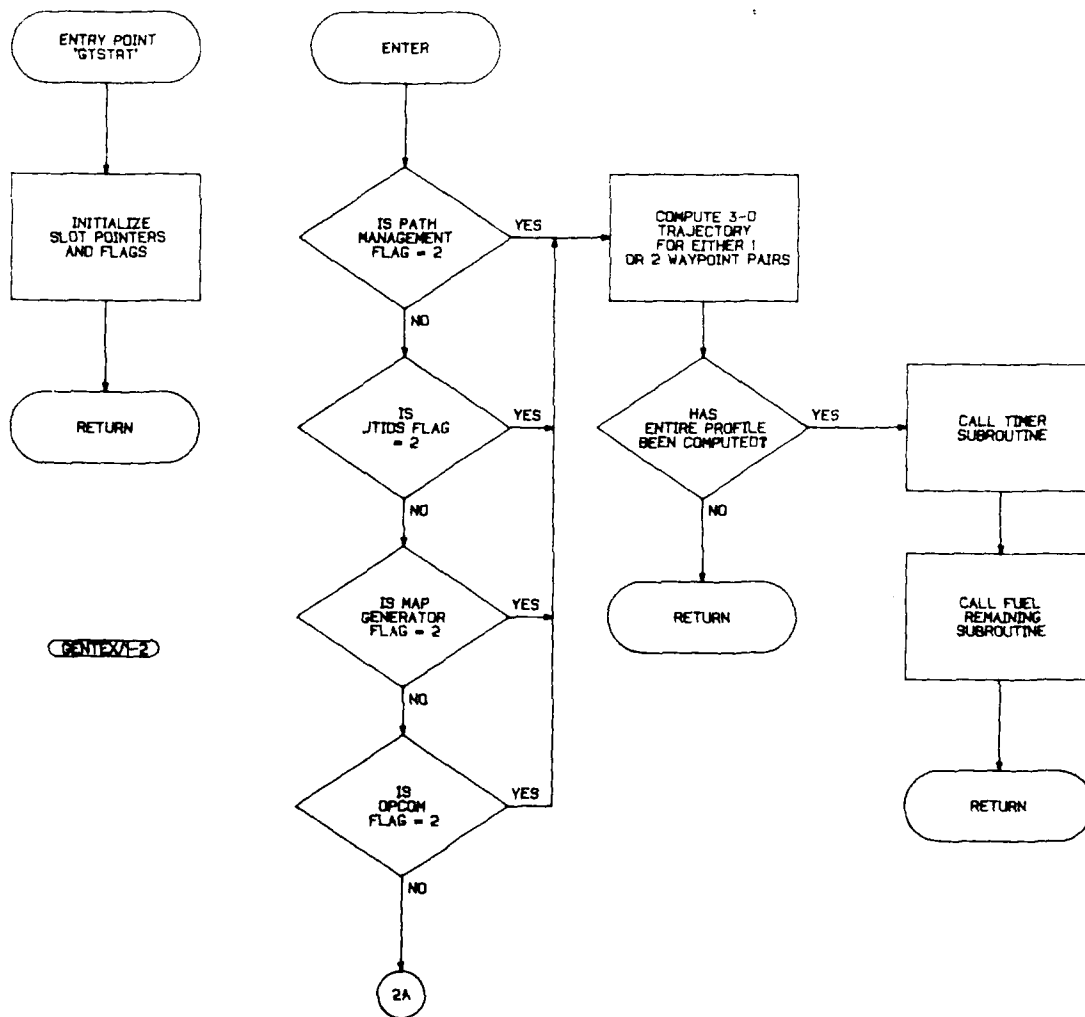 ENTRY POINT
'GTSTRT'
INITIALIZE
SLOT POINTERS
AND FLAGS
RETURN
GENTEX/1-2
ENTER
IS PATH
MANAGEMENT
FLAG = 2
YES
NO
IS
JTIDS FLAG
= 2
YES
NO
IS MAP
GENERATOR
FLAG = 2
YES
NO
IS
OPCOM
FLAG = 2
YES
NO
2A
COMPUTE 3-D
TRAJECTORY
FOR EITHER 1
OR 2 WAYPOINT PAIRS
HAS
ENTIRE PROFILE
BEEN COMPUTED?
YES
NO
RETURN
CALL TIMER
SUBROUTINE
CALL FUEL
REMAINING
SUBROUTINE
RETURN